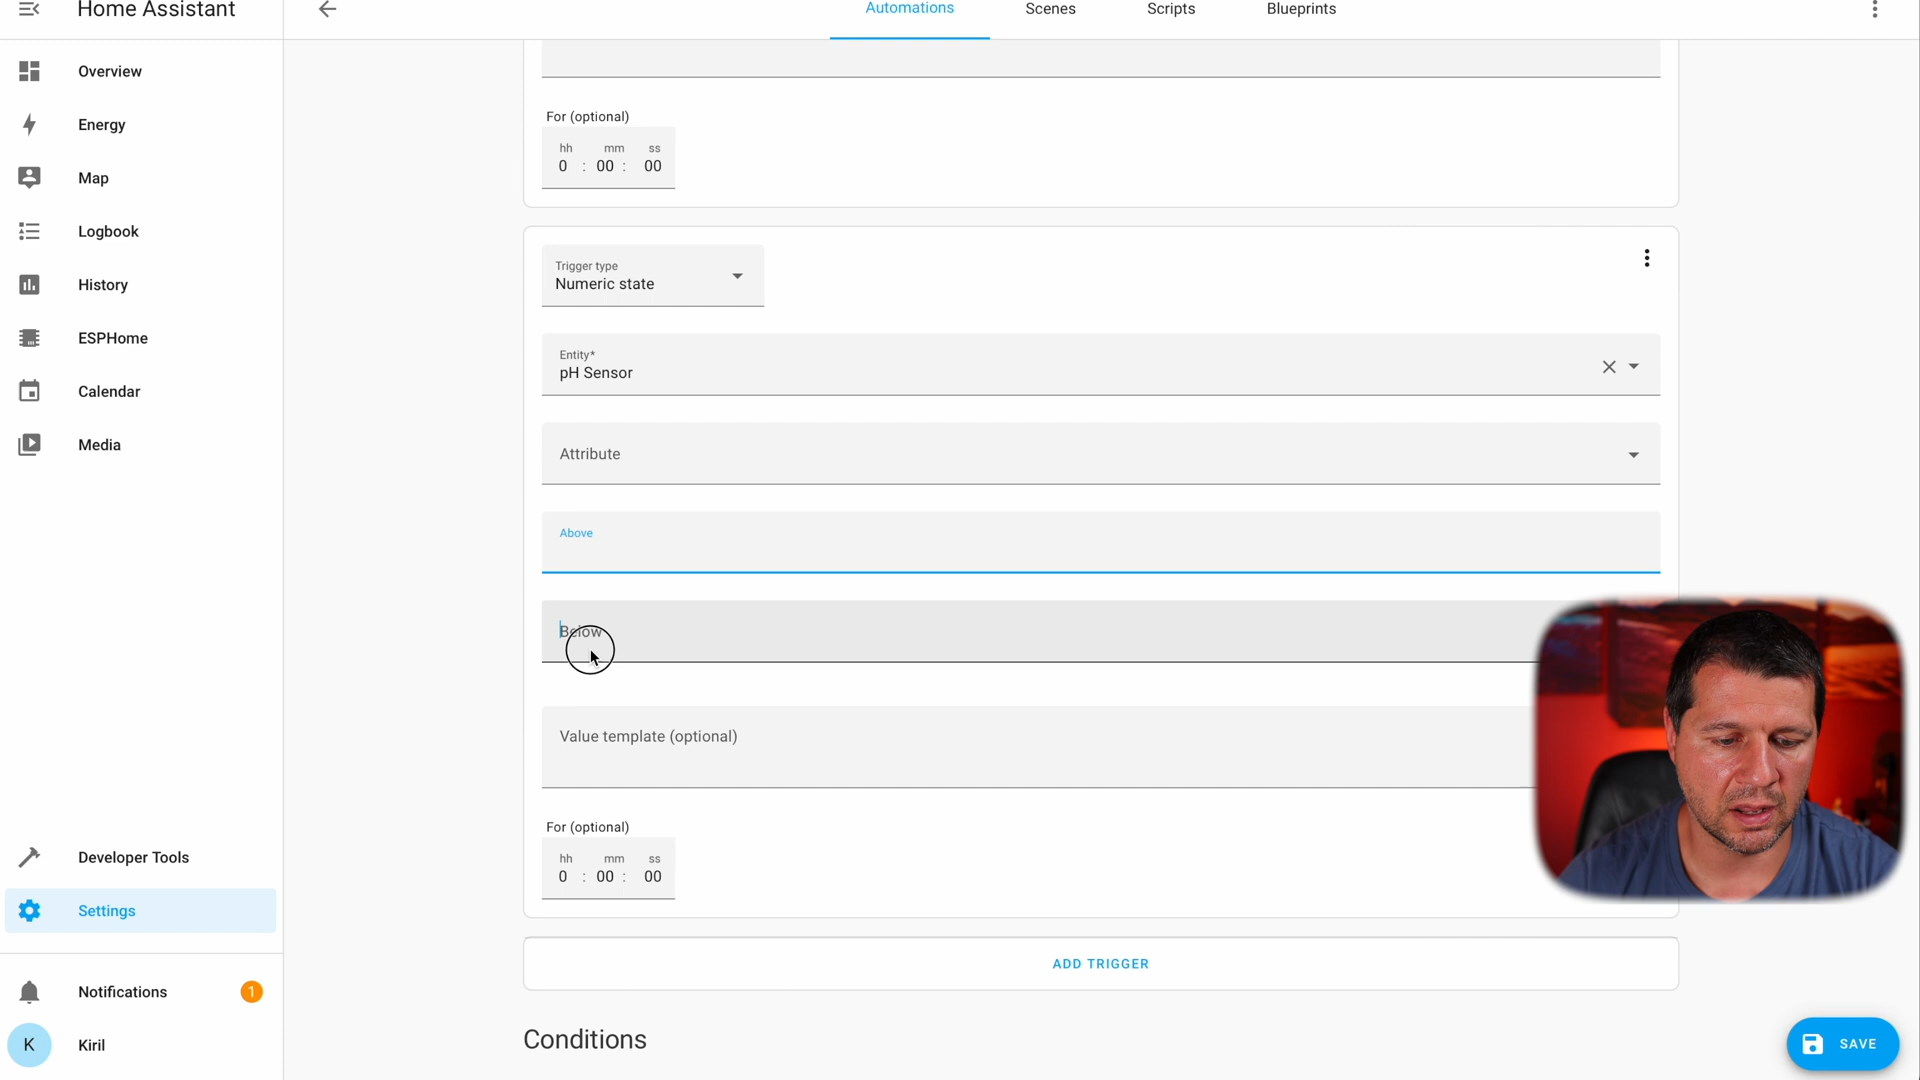 Home Assistant
Automations
Scenes
Scripts
Blueprints
Overview
Energy
Map
Logbook
History
ESPHome
Calendar
Media
Developer Tools
Settings
Notifications
1
K
Kiril
For (optional)
hh mm ss
0 : 00 : 00
Trigger type
Numeric state
Entity*
pH Sensor
Attribute
Above
Below
Value template (optional)
For (optional)
hh mm ss
0 : 00 : 00
ADD TRIGGER
Conditions
SAVE